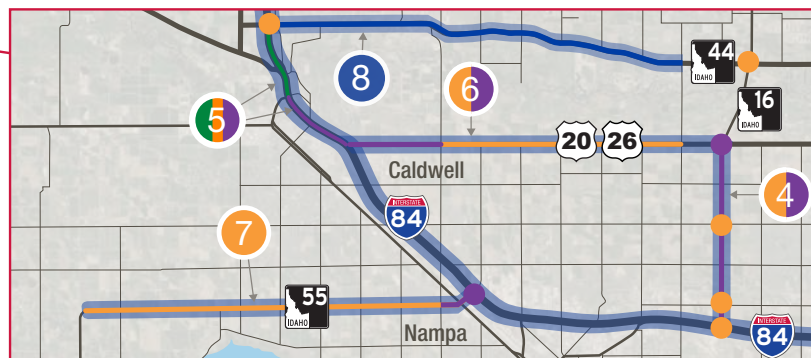 44
IDAHO
8
6
16
IDAHO
5
20
26
Caldwell
4
INTERSTATE
84
7
55
IDAHO
Nampa
INTERSTATE
84